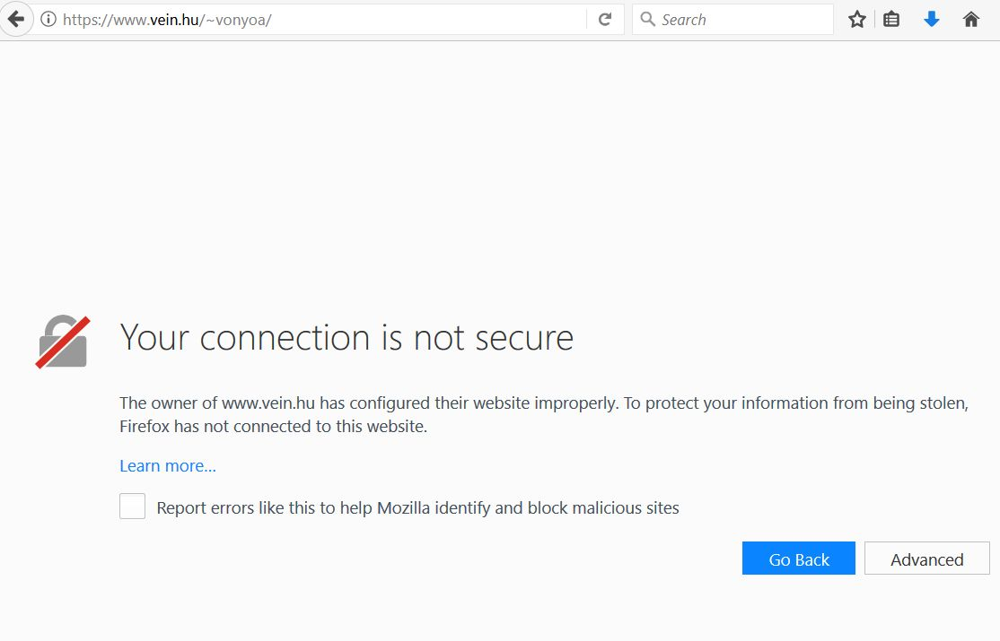 https://www.vein.hu/~vonyoa/
Search
Your connection is not secure
The owner of www.vein.hu has configured their website improperly. To protect your information from being stolen,
Firefox has not connected to this website.
Learn more...
Report errors like this to help Mozilla identify and block malicious sites
Go Back
Advanced